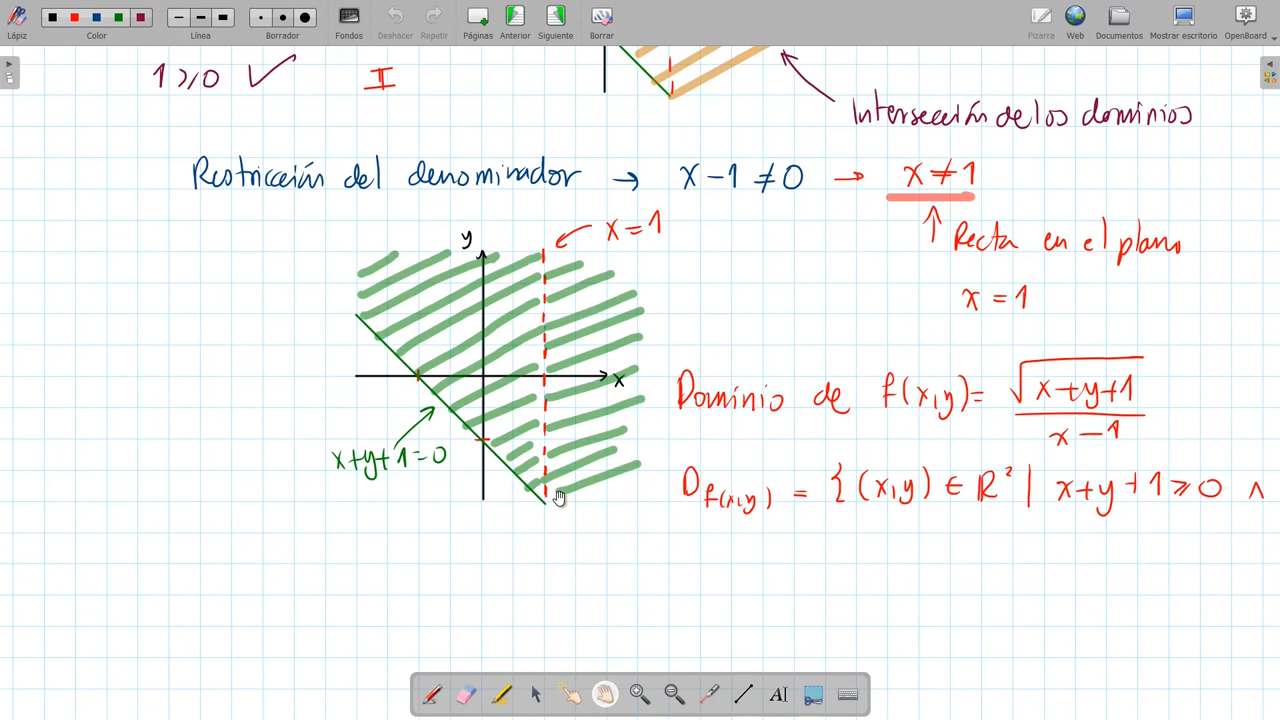 Lápiz Color Línea Borrador Fondos Deshacer Repetir Páginas Anterior Siguiente Borrar Pizarra Web Documentos Mostrar escritorio OpenBoard
1 ≥ 0 ✓ I
Intersección de los dominios
Restricción del denominador → x - 1 ≠ 0 → x ≠ 1
↑ Recta en el plano
x = 1
y
x = 1
x
x+y+1=0
Dominio de f(x,y) = √(x+y+1) / (x-1)
D f(x,y) = { (x,y) ∈ R² | x+y+1 ≥ 0 ∧
AI